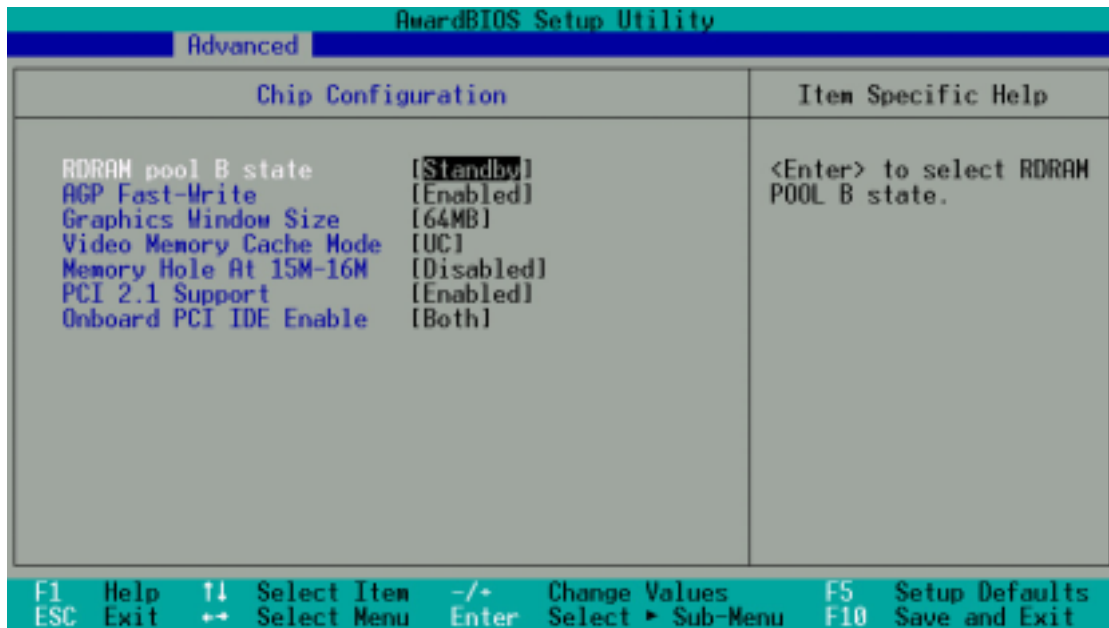 AwardBIOS Setup Utility
Advanced
Chip Configuration
Item Specific Help
RDRAM pool B state [Standby]
AGP Fast-Write [Enabled]
Graphics Window Size [64MB]
Video Memory Cache Mode [UC]
Memory Hole At 15M-16M [Disabled]
PCI 2.1 Support [Enabled]
Onboard PCI IDE Enable [Both]
<Enter> to select RDRAM
POOL B state.
F1 Help ↑↓ Select Item -/+ Change Values F5 Setup Defaults
ESC Exit ←→ Select Menu Enter Select ► Sub-Menu F10 Save and Exit